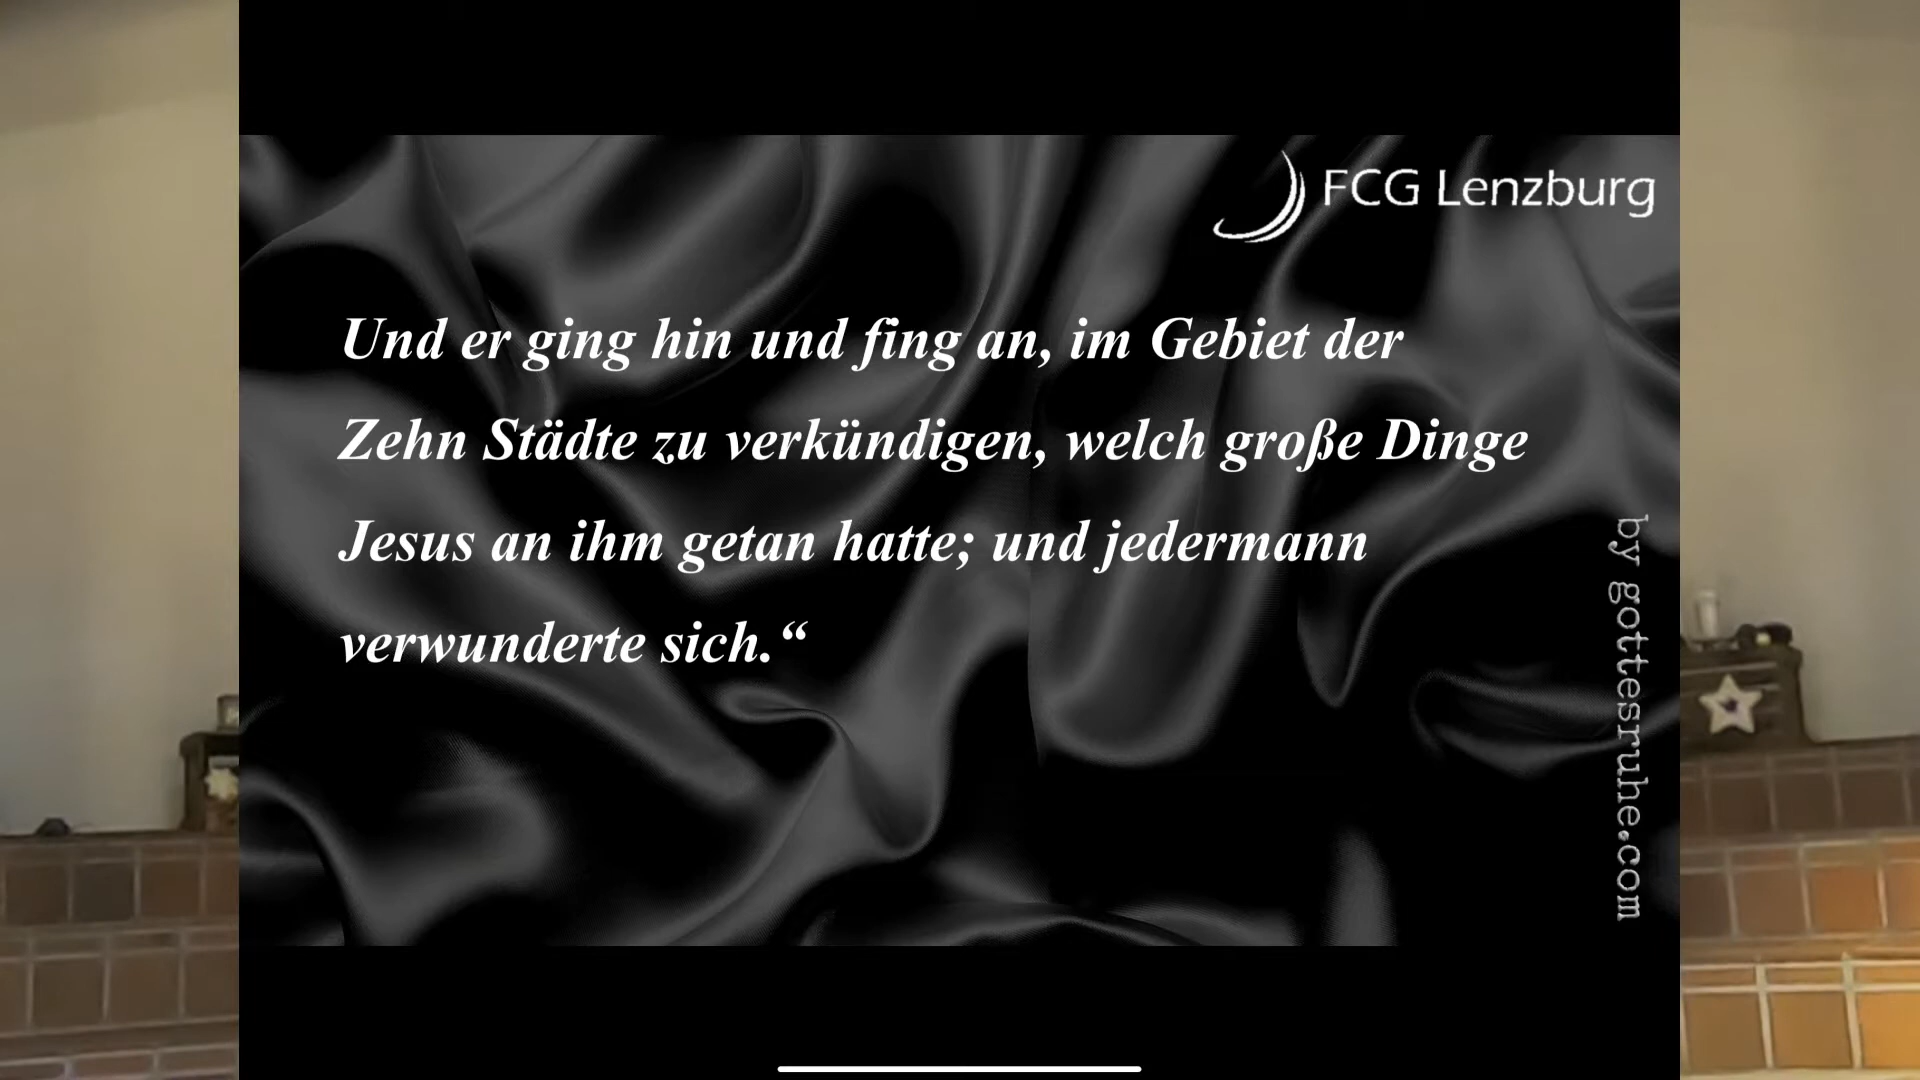 FCG Lenzburg
Und er ging hin und fing an, im Gebiet der
Zehn Städte zu verkündigen, welch große Dinge
Jesus an ihm getan hatte; und jedermann
verwunderte sich.“
by gottesruhe.com